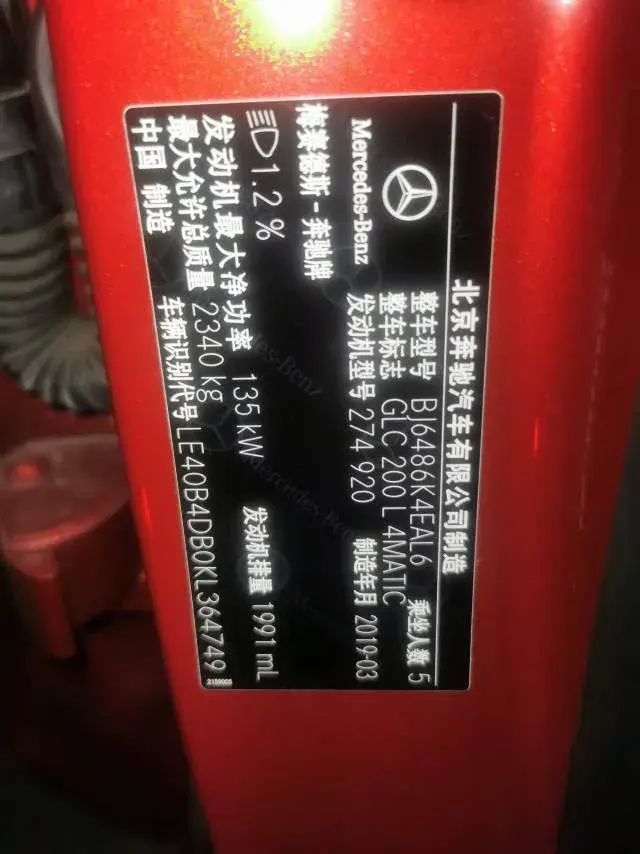 北京奔驰汽车有限公司制造
Mercedes-Benz
梅赛德斯-奔驰牌
整车型号 BJ6486K4EAL6 乘坐人数 5
整车标志 GLC 200 L 4MATIC
发动机型号 274 920 制造年月 2019-03
1.2 %
发动机最大净功率 135 kW 发动机排量 1991 mL
最大允许总质量 2340 kg
中国 制造 车辆识别代号 LE40B4DB0KL364749
2159005